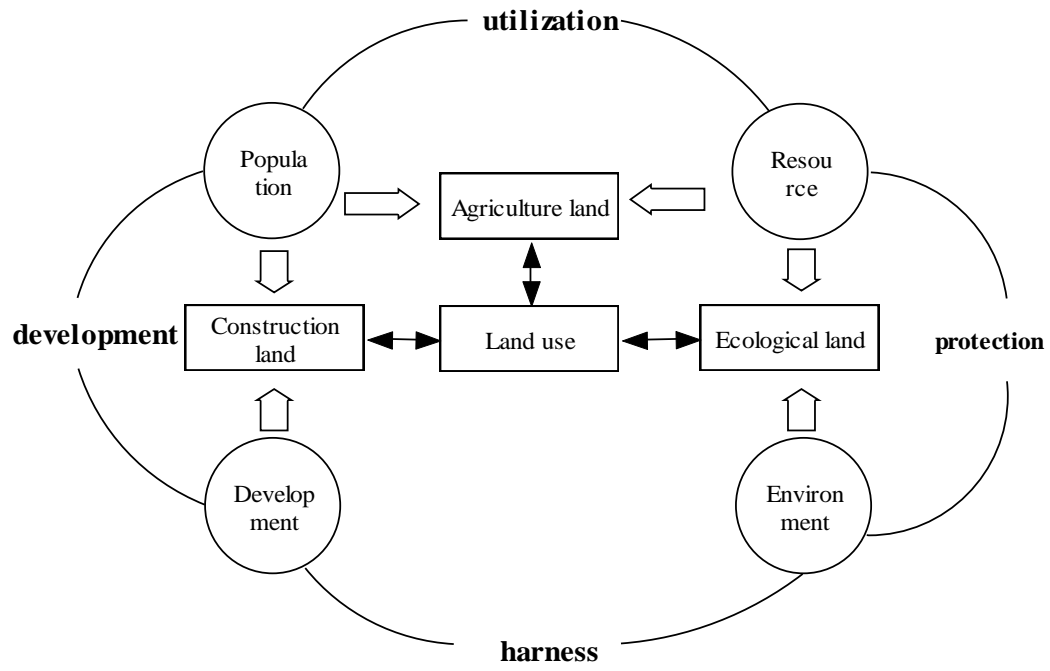 utilization
Popula
tion
Resou
rce
Agriculture land
development
Construction
land
Land use
Ecological land
protection
Develop
ment
Environ
ment
harness